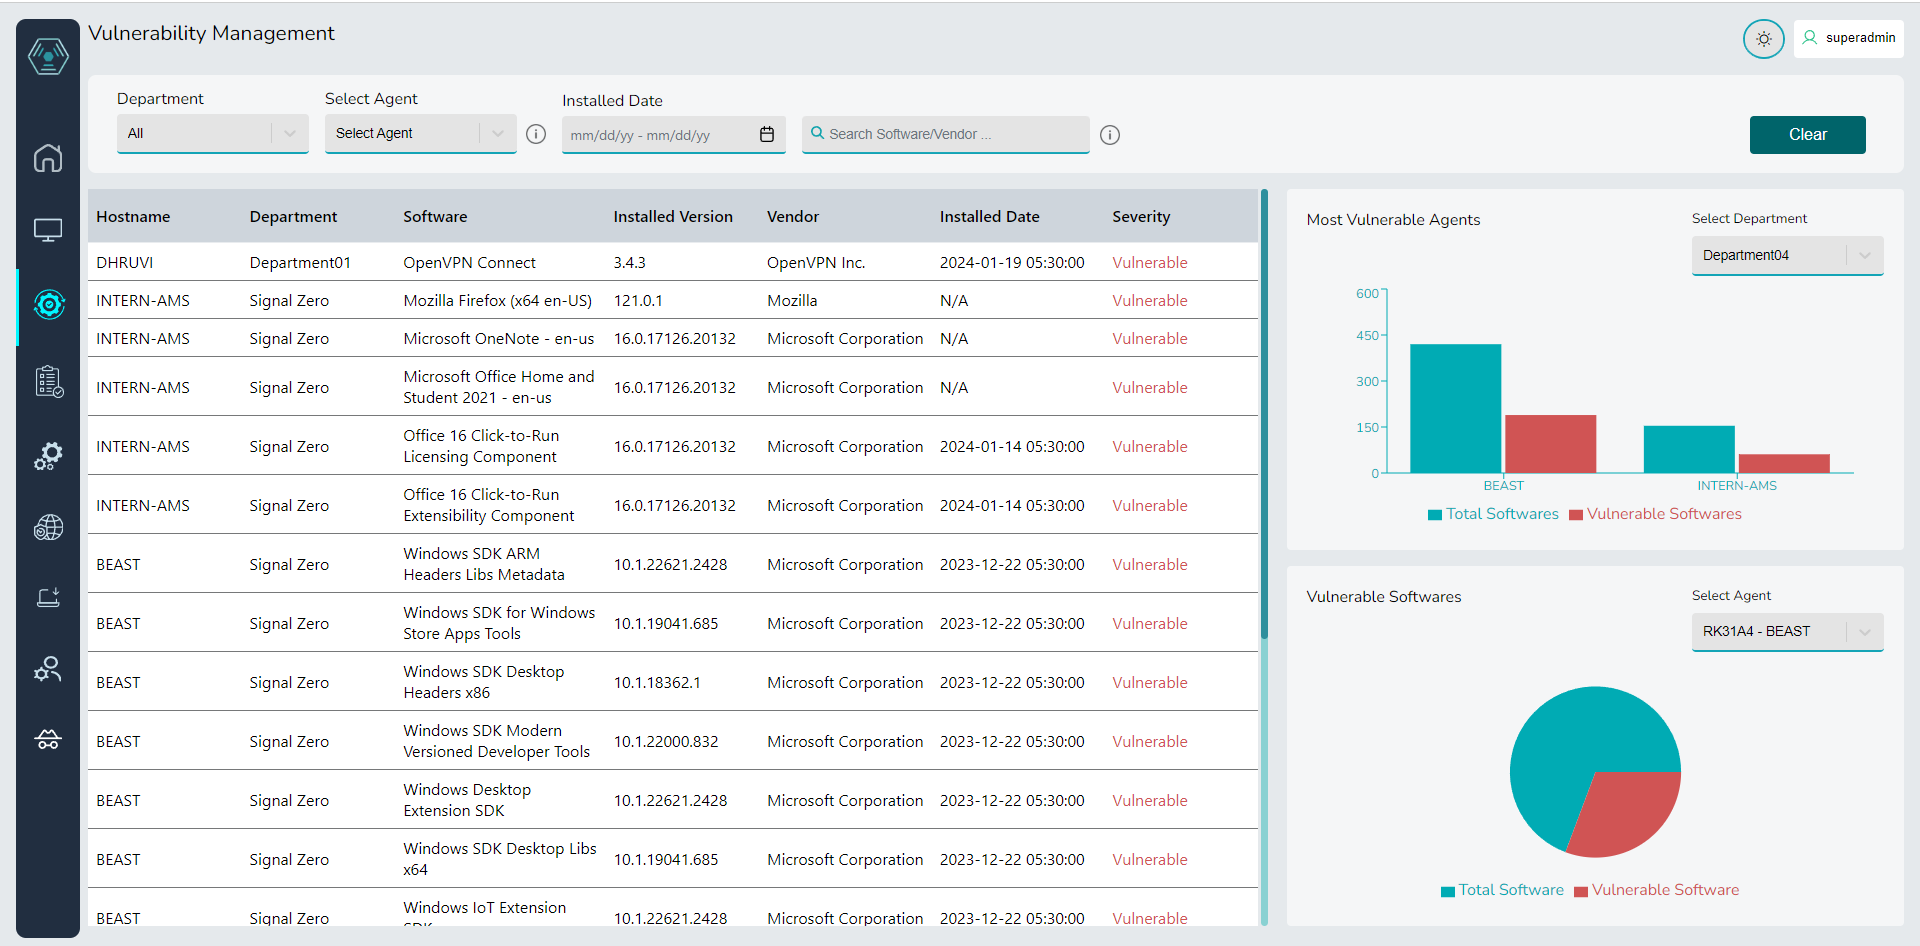 Vulnerability Management
superadmin
Department
Select Agent
Installed Date
All
Select Agent
mm/dd/yy - mm/dd/yy
Search Software/Vendor ...
Clear
Hostname Department Software Installed Version Vendor Installed Date Severity
DHRUVI Department01 OpenVPN Connect 3.4.3 OpenVPN Inc. 2024-01-19 05:30:00 Vulnerable
INTERN-AMS Signal Zero Mozilla Firefox (x64 en-US) 121.0.1 Mozilla N/A Vulnerable
INTERN-AMS Signal Zero Microsoft OneNote - en-us 16.0.17126.20132 Microsoft Corporation N/A Vulnerable
INTERN-AMS Signal Zero Microsoft Office Home and Student 2021 - en-us 16.0.17126.20132 Microsoft Corporation N/A Vulnerable
INTERN-AMS Signal Zero Office 16 Click-to-Run Licensing Component 16.0.17126.20132 Microsoft Corporation 2024-01-14 05:30:00 Vulnerable
INTERN-AMS Signal Zero Office 16 Click-to-Run Extensibility Component 16.0.17126.20132 Microsoft Corporation 2024-01-14 05:30:00 Vulnerable
BEAST Signal Zero Windows SDK ARM Headers Libs Metadata 10.1.22621.2428 Microsoft Corporation 2023-12-22 05:30:00 Vulnerable
BEAST Signal Zero Windows SDK for Windows Store Apps Tools 10.1.19041.685 Microsoft Corporation 2023-12-22 05:30:00 Vulnerable
BEAST Signal Zero Windows SDK Desktop Headers x86 10.1.18362.1 Microsoft Corporation 2023-12-22 05:30:00 Vulnerable
BEAST Signal Zero Windows SDK Modern Versioned Developer Tools 10.1.22000.832 Microsoft Corporation 2023-12-22 05:30:00 Vulnerable
BEAST Signal Zero Windows Desktop Extension SDK 10.1.22621.2428 Microsoft Corporation 2023-12-22 05:30:00 Vulnerable
BEAST Signal Zero Windows SDK Desktop Libs x64 10.1.19041.685 Microsoft Corporation 2023-12-22 05:30:00 Vulnerable
BEAST Signal Zero Windows IoT Extension SDK 10.1.22621.2428 Microsoft Corporation 2023-12-22 05:30:00 Vulnerable
Most Vulnerable Agents
Select Department
Department04
600
450
300
150
0
BEAST INTERN-AMS
Total Softwares Vulnerable Softwares
Vulnerable Softwares
Select Agent
RK31A4 - BEAST
Total Software Vulnerable Software